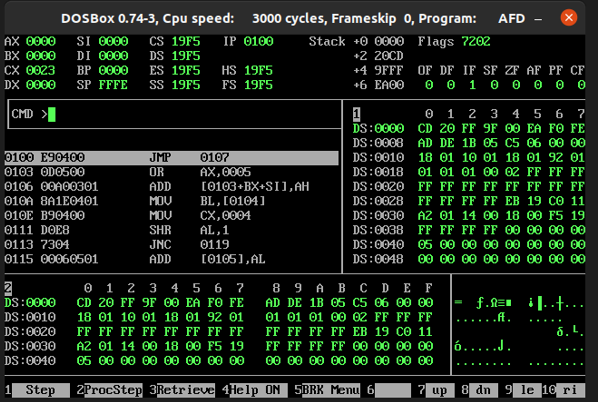 DOSBox 0.74-3, Cpu speed: 3000 cycles, Frameskip 0, Program: AFD
AX 0000 SI 0000 CS 19F5 IP 0100 Stack +0 0000 Flags 7202
BX 0000 DI 0000 DS 19F5 +2 20CD
CX 0023 BP 0000 ES 19F5 HS 19F5 +4 9FFF OF DF IF SF ZF AF PF CF
DX 0000 SP FFFE SS 19F5 FS 19F5 +6 EA00 0 0 1 0 0 0 0 0
CMD >
1 0 1 2 3 4 5 6 7
DS:0000 CD 20 FF 9F 00 EA F0 FE
DS:0008 AD DE 1B 05 C5 06 00 00
DS:0010 18 01 10 01 18 01 92 01
DS:0018 01 01 01 00 02 FF FF FF
DS:0020 FF FF FF FF FF FF FF FF
DS:0028 FF FF FF FF EB 19 C0 11
DS:0030 A2 01 14 00 18 00 F5 19
DS:0038 FF FF FF FF 00 00 00 00
DS:0040 05 00 00 00 00 00 00 00
DS:0048 00 00 00 00 00 00 00 00
0100 E90400 JMP 0107
0103 0D0500 OR AX,0005
0106 00A00301 ADD [0103+BX+SI],AH
010A 8A1E0401 MOV BL,[0104]
010E B90400 MOV CX,0004
0111 D0E8 SHR AL,1
0113 7304 JNC 0119
0115 00060501 ADD [0105],AL
2 0 1 2 3 4 5 6 7 8 9 A B C D E F
DS:0000 CD 20 FF 9F 00 EA F0 FE AD DE 1B 05 C5 06 00 00
DS:0010 18 01 10 01 18 01 92 01 01 01 01 00 02 FF FF FF
DS:0020 FF FF FF FF FF FF FF FF FF FF FF FF EB 19 C0 11
DS:0030 A2 01 14 00 18 00 F5 19 FF FF FF FF 00 00 00 00
DS:0040 05 00 00 00 00 00 00 00 00 00 00 00 00 00 00 00
1 Step 2 ProcStep 3 Retrieve 4 Help ON 5 BRK Menu 6 7 up 8 dn 9 le 10 ri